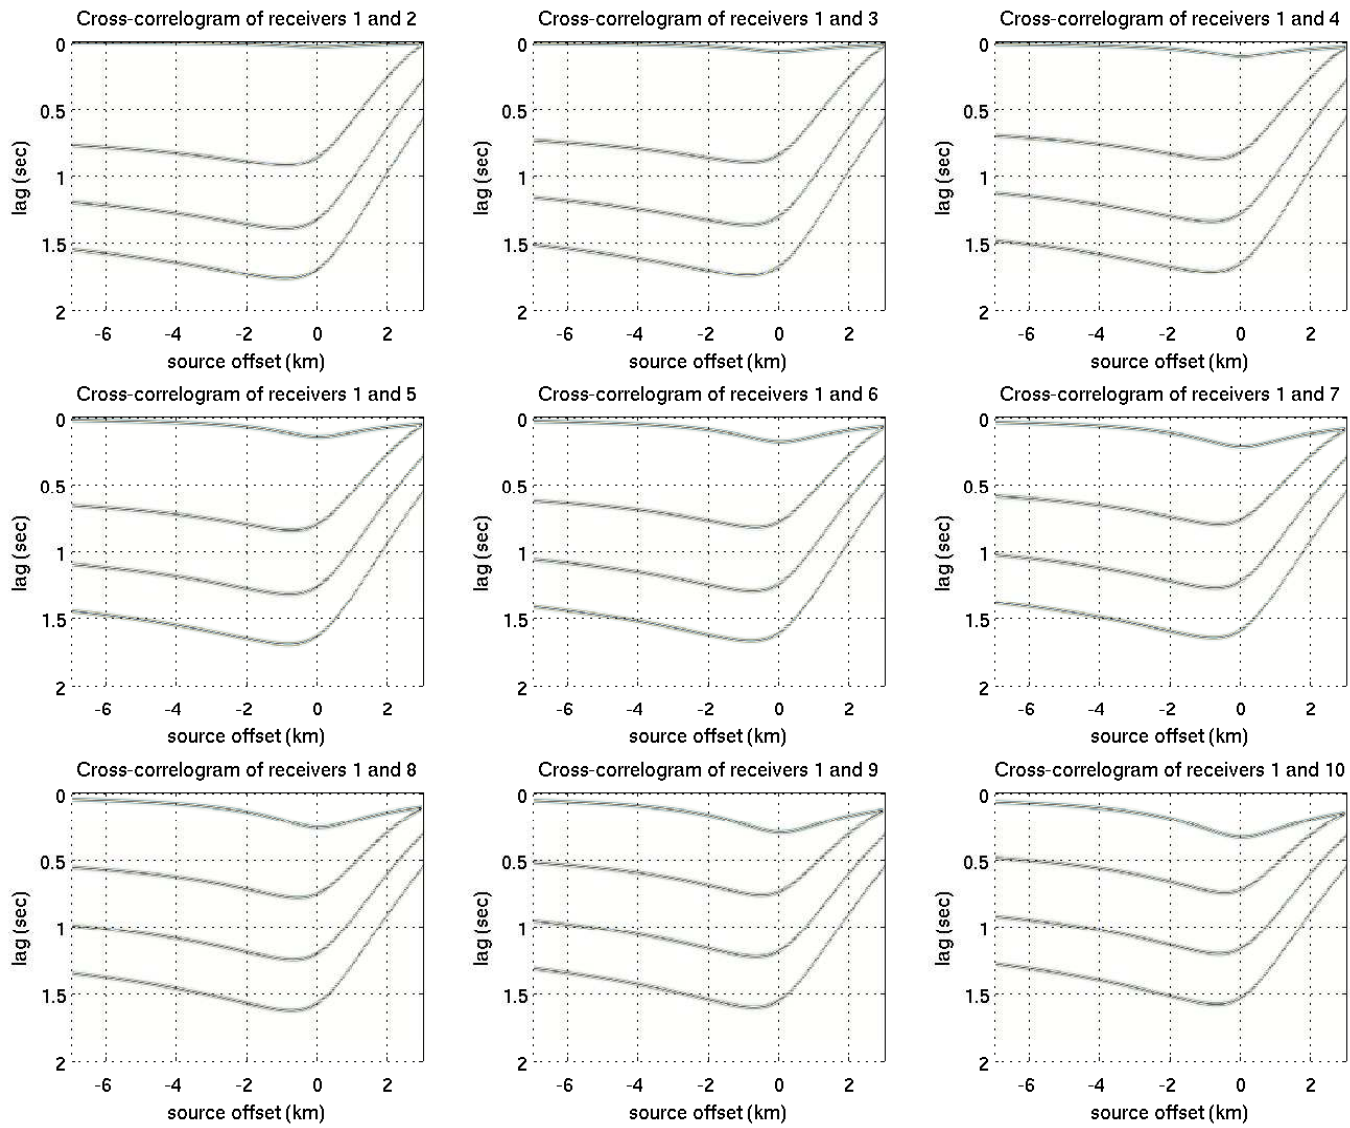 Cross-correlogram of receivers 1 and 2
Cross-correlogram of receivers 1 and 3
Cross-correlogram of receivers 1 and 4
0
0.5
1
1.5
2
lag (sec)
-6 -4 -2 0 2
source offset (km)
0
0.5
1
1.5
2
lag (sec)
-6 -4 -2 0 2
source offset (km)
0
0.5
1
1.5
2
lag (sec)
-6 -4 -2 0 2
source offset (km)
Cross-correlogram of receivers 1 and 5
Cross-correlogram of receivers 1 and 6
Cross-correlogram of receivers 1 and 7
0
0.5
1
1.5
2
lag (sec)
-6 -4 -2 0 2
source offset (km)
0
0.5
1
1.5
2
lag (sec)
-6 -4 -2 0 2
source offset (km)
0
0.5
1
1.5
2
lag (sec)
-6 -4 -2 0 2
source offset (km)
Cross-correlogram of receivers 1 and 8
Cross-correlogram of receivers 1 and 9
Cross-correlogram of receivers 1 and 10
0
0.5
1
1.5
2
lag (sec)
-6 -4 -2 0 2
source offset (km)
0
0.5
1
1.5
2
lag (sec)
-6 -4 -2 0 2
source offset (km)
0
0.5
1
1.5
2
lag (sec)
-6 -4 -2 0 2
source offset (km)